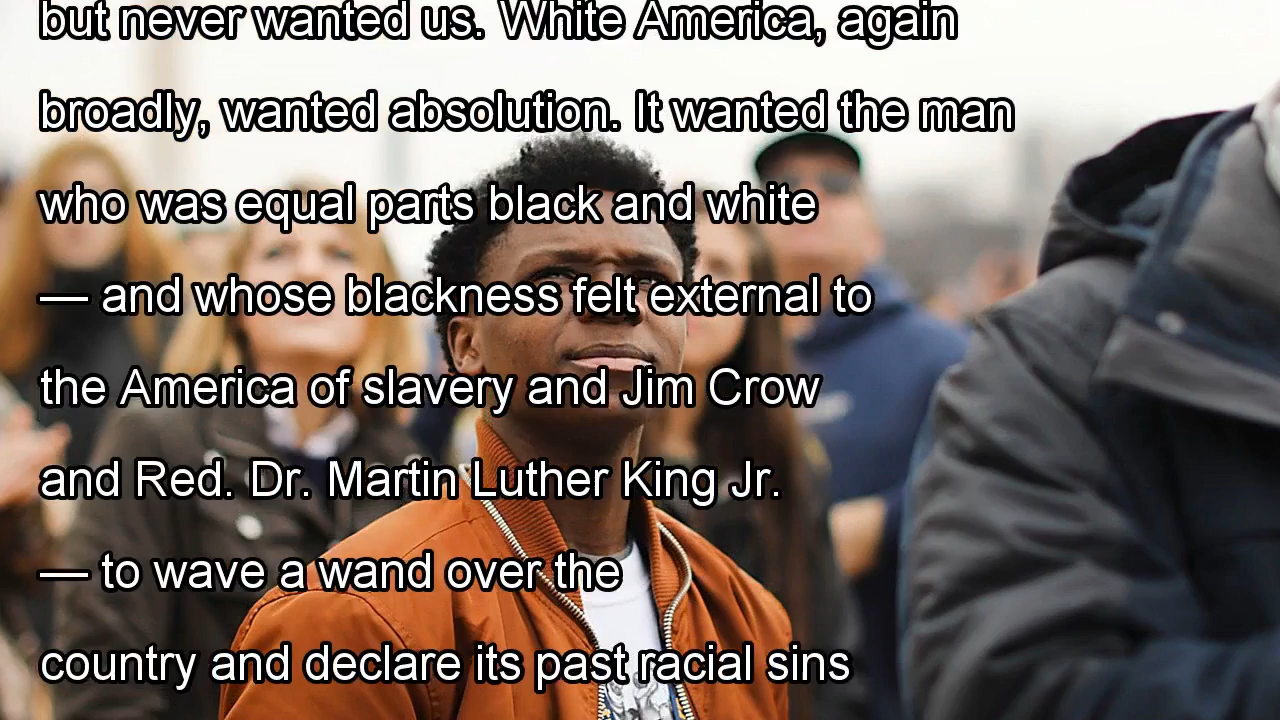 but never wanted us. White America, again
broadly, wanted absolution. It wanted the man
who was equal parts black and white
— and whose blackness felt external to
the America of slavery and Jim Crow
and Red. Dr. Martin Luther King Jr.
— to wave a wand over the
country and declare its past racial sins